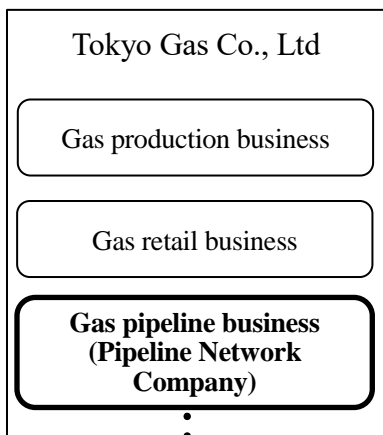 Tokyo Gas Co., Ltd
Gas production business
Gas retail business
Gas pipeline business
(Pipeline Network
Company)